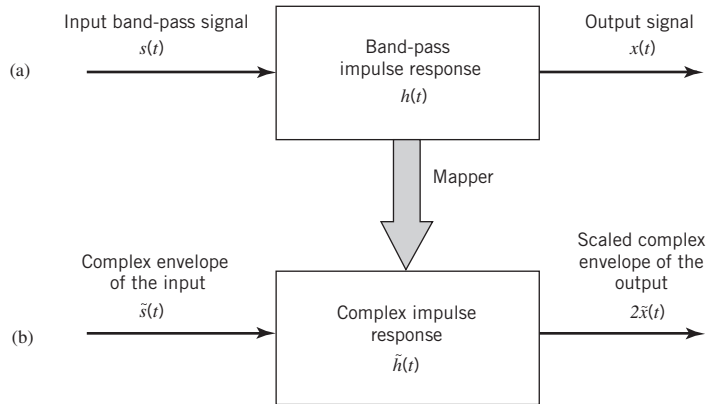 Input band-pass signal
s(t)
Band-pass
impulse response
h(t)
Output signal
x(t)
(a)
Mapper
Complex envelope
of the input
s̃(t)
Complex impulse
response
h̃(t)
Scaled complex
envelope of the
output
2x̃(t)
(b)